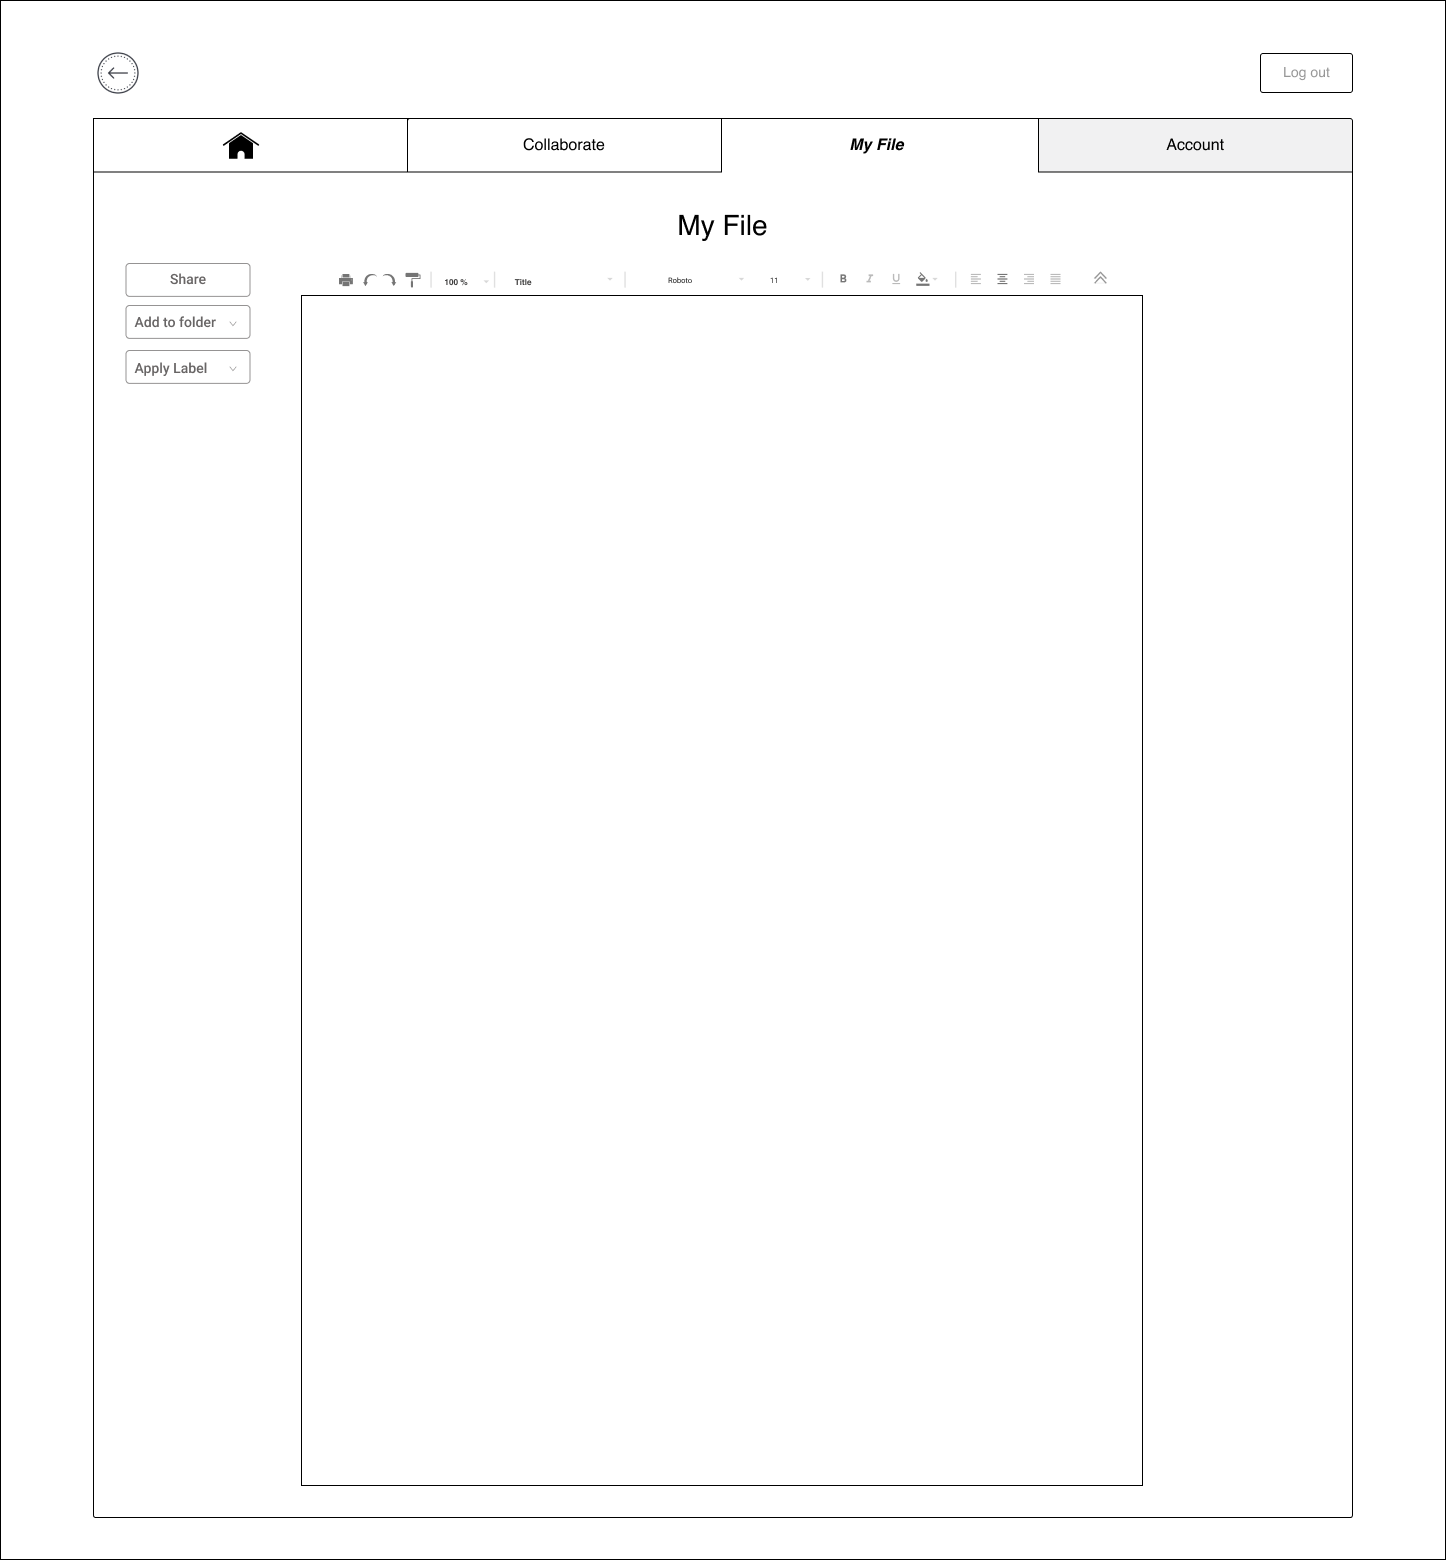 Log out
Collaborate
My File
Account
My File
Share
100 % Title Roboto 11 B I U
Add to folder
Apply Label